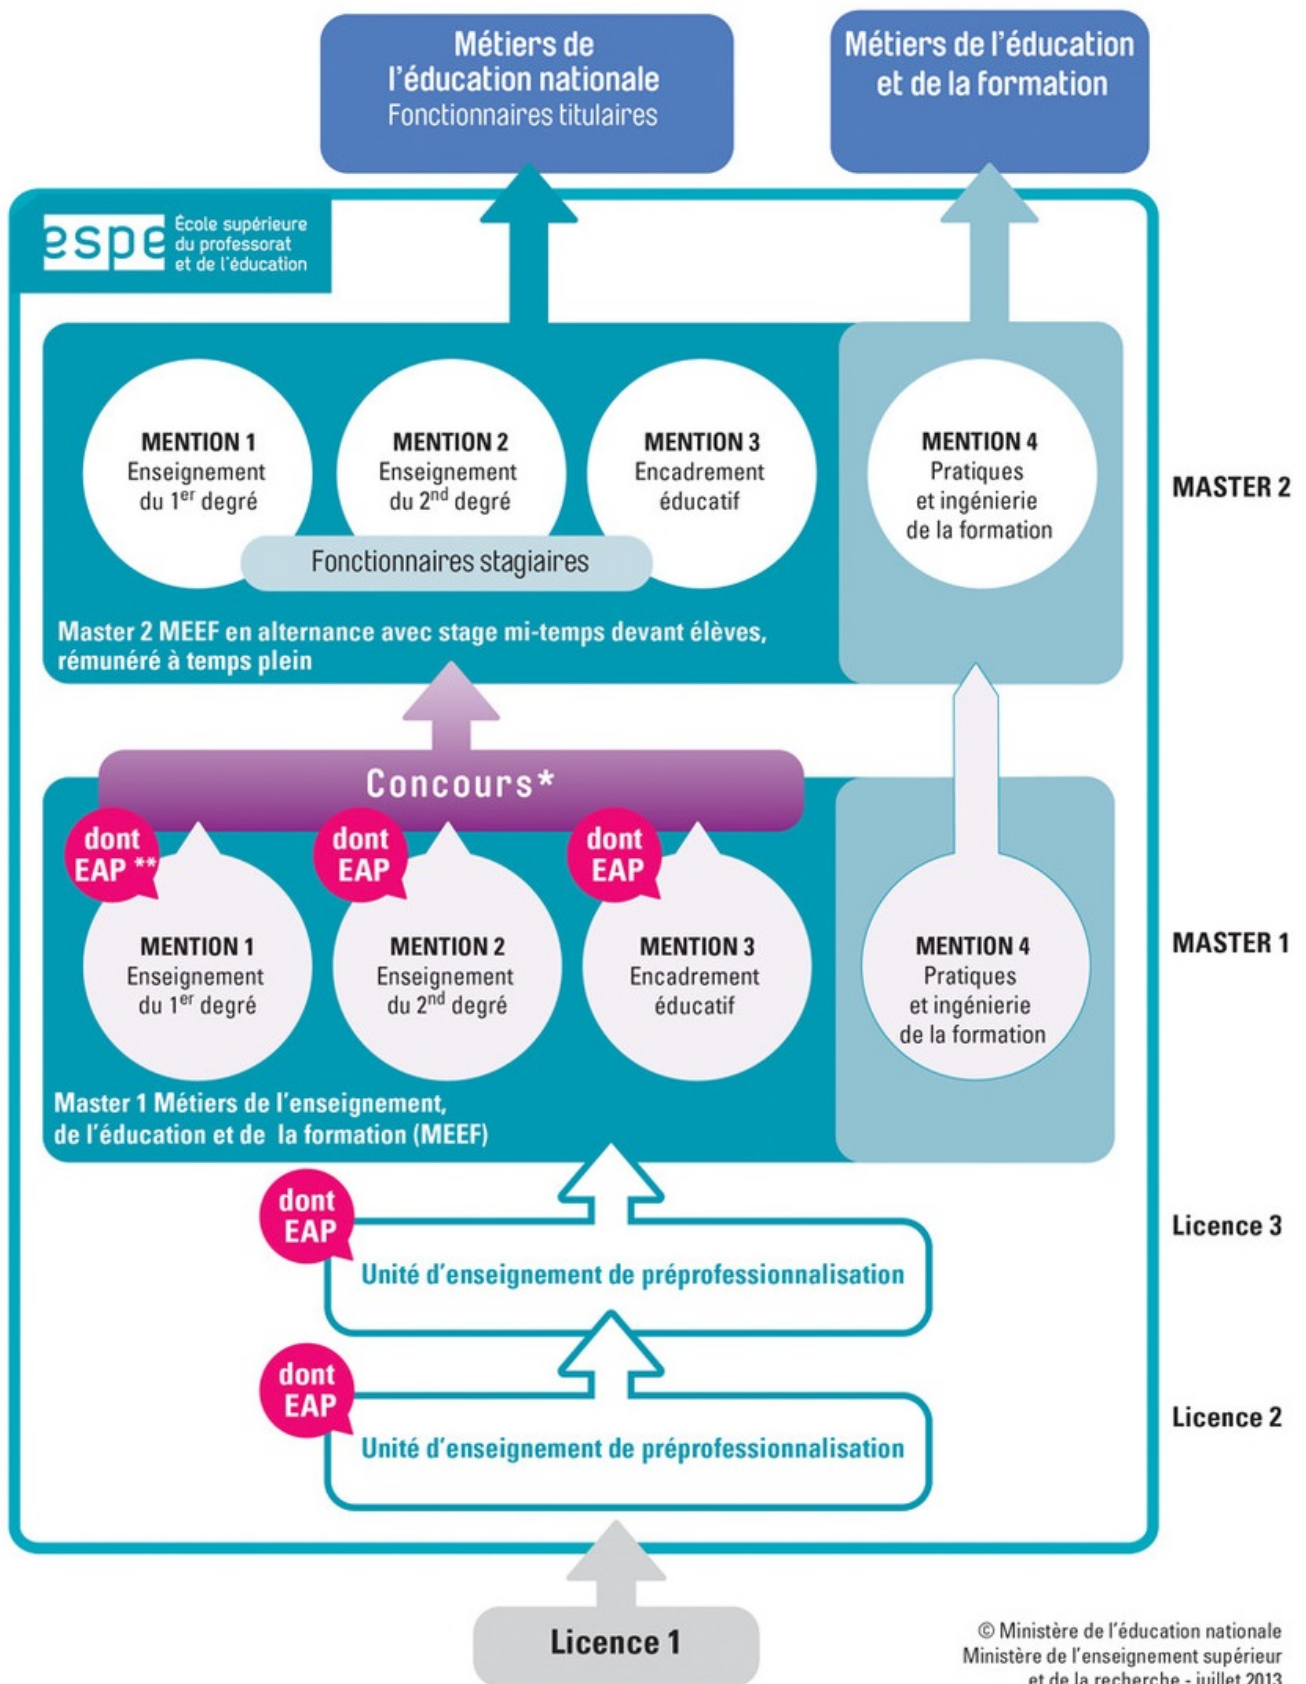 Métiers de
l'éducation nationale
Fonctionnaires titulaires
Métiers de l'éducation
et de la formation
espe
École supérieure
du professorat
et de l'éducation
MENTION 1
Enseignement
du 1er degré
MENTION 2
Enseignement
du 2nd degré
MENTION 3
Encadrement
éducatif
MENTION 4
Pratiques
et ingénierie
de la formation
MASTER 2
Fonctionnaires stagiaires
Master 2 MEEF en alternance avec stage mi-temps devant élèves,
rémunéré à temps plein
Concours*
dont
EAP **
dont
EAP
dont
EAP
MENTION 1
Enseignement
du 1er degré
MENTION 2
Enseignement
du 2nd degré
MENTION 3
Encadrement
éducatif
MENTION 4
Pratiques
et ingénierie
de la formation
MASTER 1
Master 1 Métiers de l'enseignement,
de l'éducation et de la formation (MEEF)
dont
EAP
Unité d'enseignement de préprofessionnalisation
Licence 3
dont
EAP
Unité d'enseignement de préprofessionnalisation
Licence 2
Licence 1
© Ministère de l'éducation nationale
Ministère de l'enseignement supérieur
et de la recherche - juillet 2013